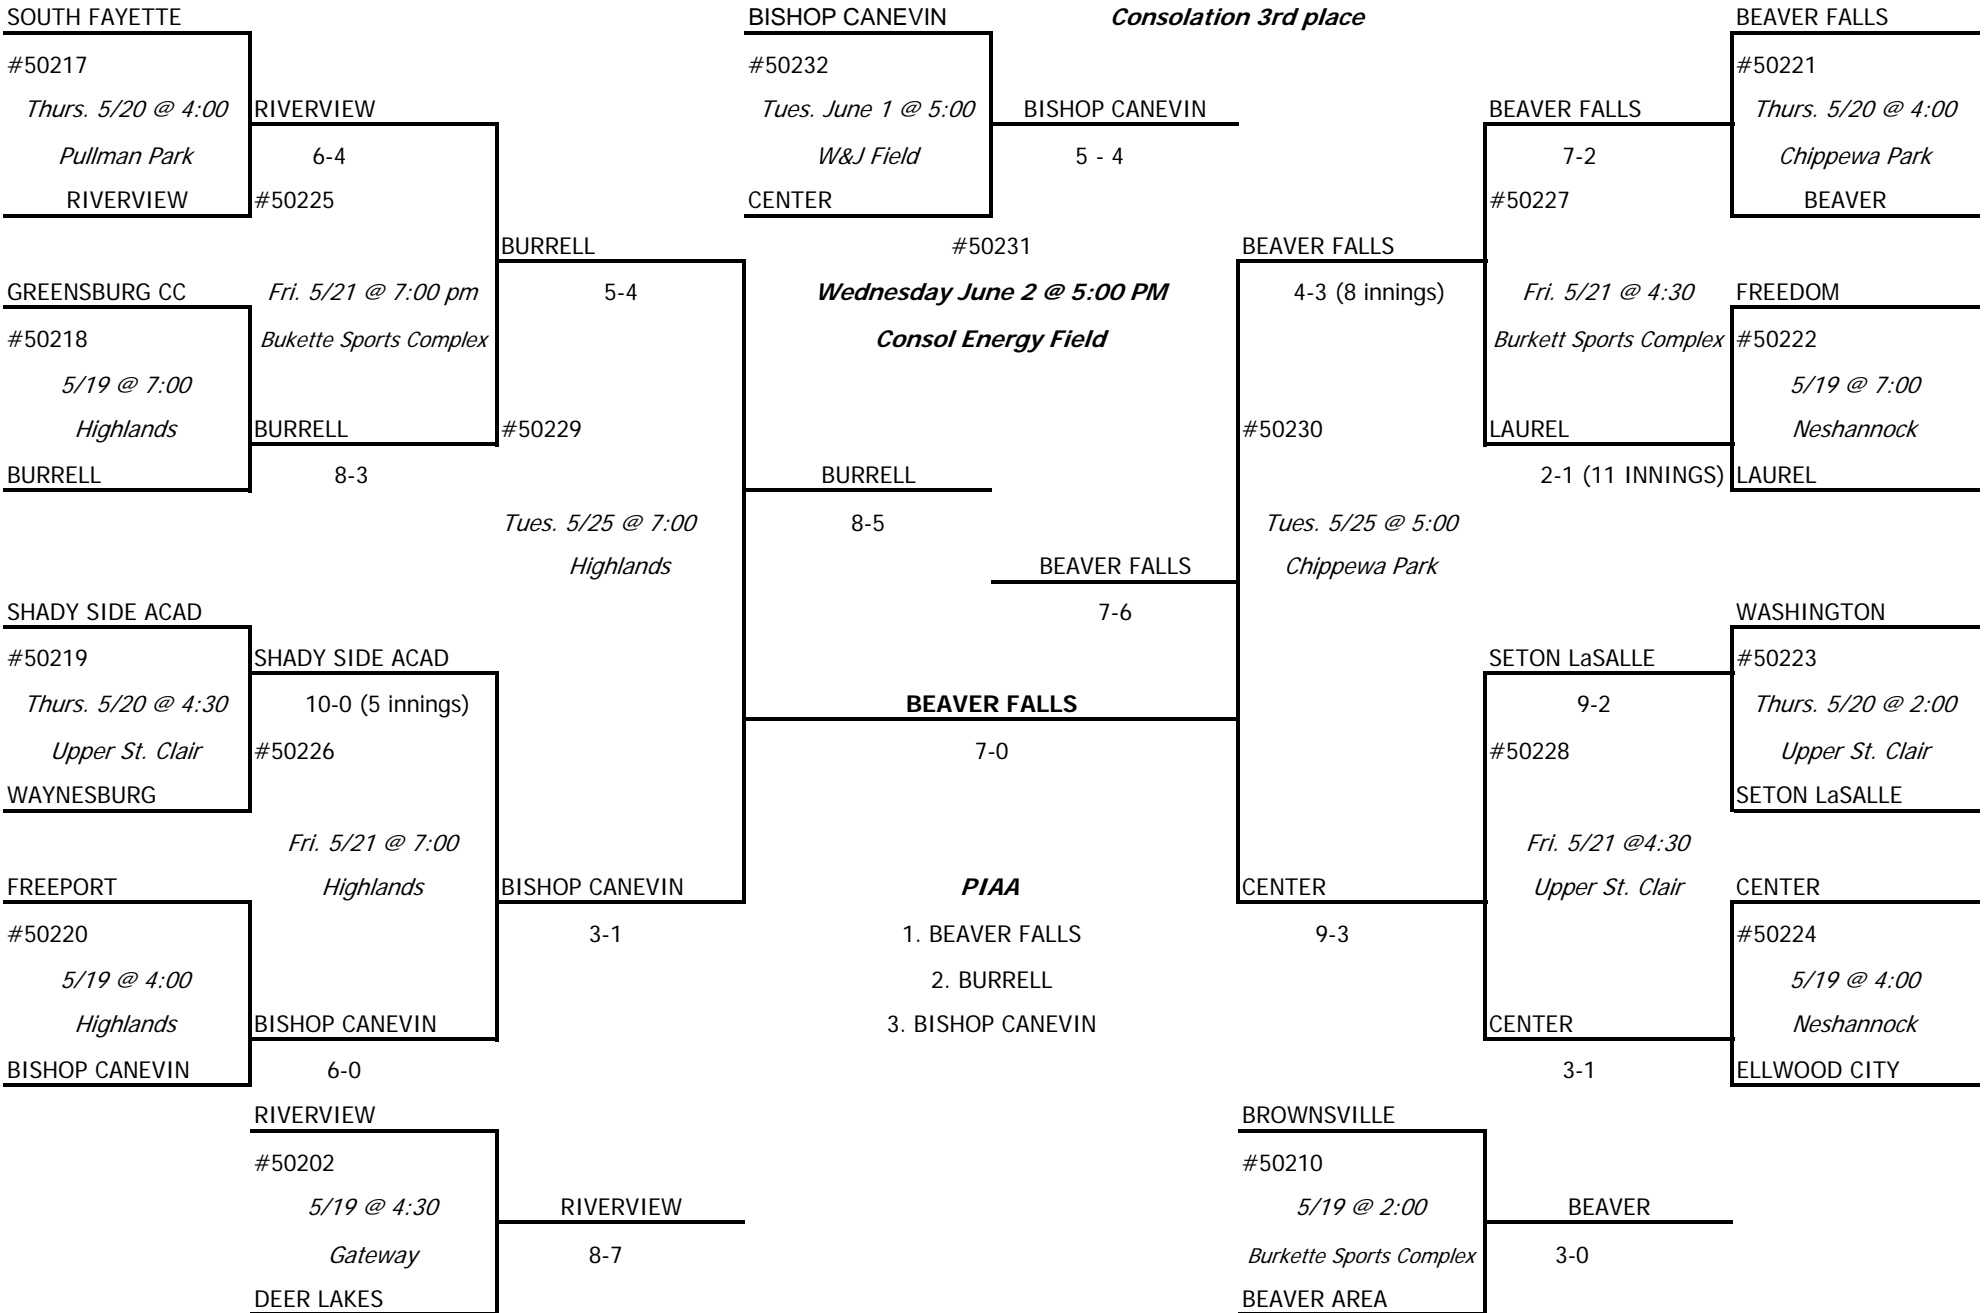 SOUTH FAYETTE BISHOP CANEVIN Consolation 3rd place BEAVER FALLS
#50217 #50232 #50221
Thurs. 5/20 @ 4:00 RIVERVIEW Tues. June 1 @ 5:00 BISHOP CANEVIN BEAVER FALLS Thurs. 5/20 @ 4:00
Pullman Park 6-4 W&J Field 5 - 4 7-2 Chippewa Park
RIVERVIEW #50225 CENTER #50227 BEAVER
BURRELL #50231 BEAVER FALLS
GREENSBURG CC Fri. 5/21 @ 7:00 pm 5-4 Wednesday June 2 @ 5:00 PM 4-3 (8 innings) Fri. 5/21 @ 4:30 FREEDOM
#50218 Bukette Sports Complex Consol Energy Field Burkett Sports Complex #50222
5/19 @ 7:00 5/19 @ 7:00
Highlands BURRELL #50229 #50230 LAUREL Neshannock
BURRELL 8-3 BURRELL 2-1 (11 INNINGS) LAUREL
Tues. 5/25 @ 7:00 8-5 Tues. 5/25 @ 5:00
Highlands BEAVER FALLS Chippewa Park
SHADY SIDE ACAD 7-6 WASHINGTON
#50219 SHADY SIDE ACAD SETON LaSALLE #50223
Thurs. 5/20 @ 4:30 10-0 (5 innings) BEAVER FALLS 9-2 Thurs. 5/20 @ 2:00
Upper St. Clair #50226 7-0 #50228 Upper St. Clair
WAYNESBURG SETON LaSALLE
Fri. 5/21 @ 7:00 Fri. 5/21 @4:30
FREEPORT Highlands BISHOP CANEVIN PIAA CENTER Upper St. Clair CENTER
#50220 3-1 1. BEAVER FALLS 9-3 #50224
5/19 @ 4:00 2. BURRELL 5/19 @ 4:00
Highlands BISHOP CANEVIN 3. BISHOP CANEVIN CENTER Neshannock
BISHOP CANEVIN 6-0 3-1 ELLWOOD CITY
RIVERVIEW BROWNSVILLE
#50202 #50210
5/19 @ 4:30 RIVERVIEW 5/19 @ 2:00 BEAVER
Gateway 8-7 Burkette Sports Complex 3-0
DEER LAKES BEAVER AREA